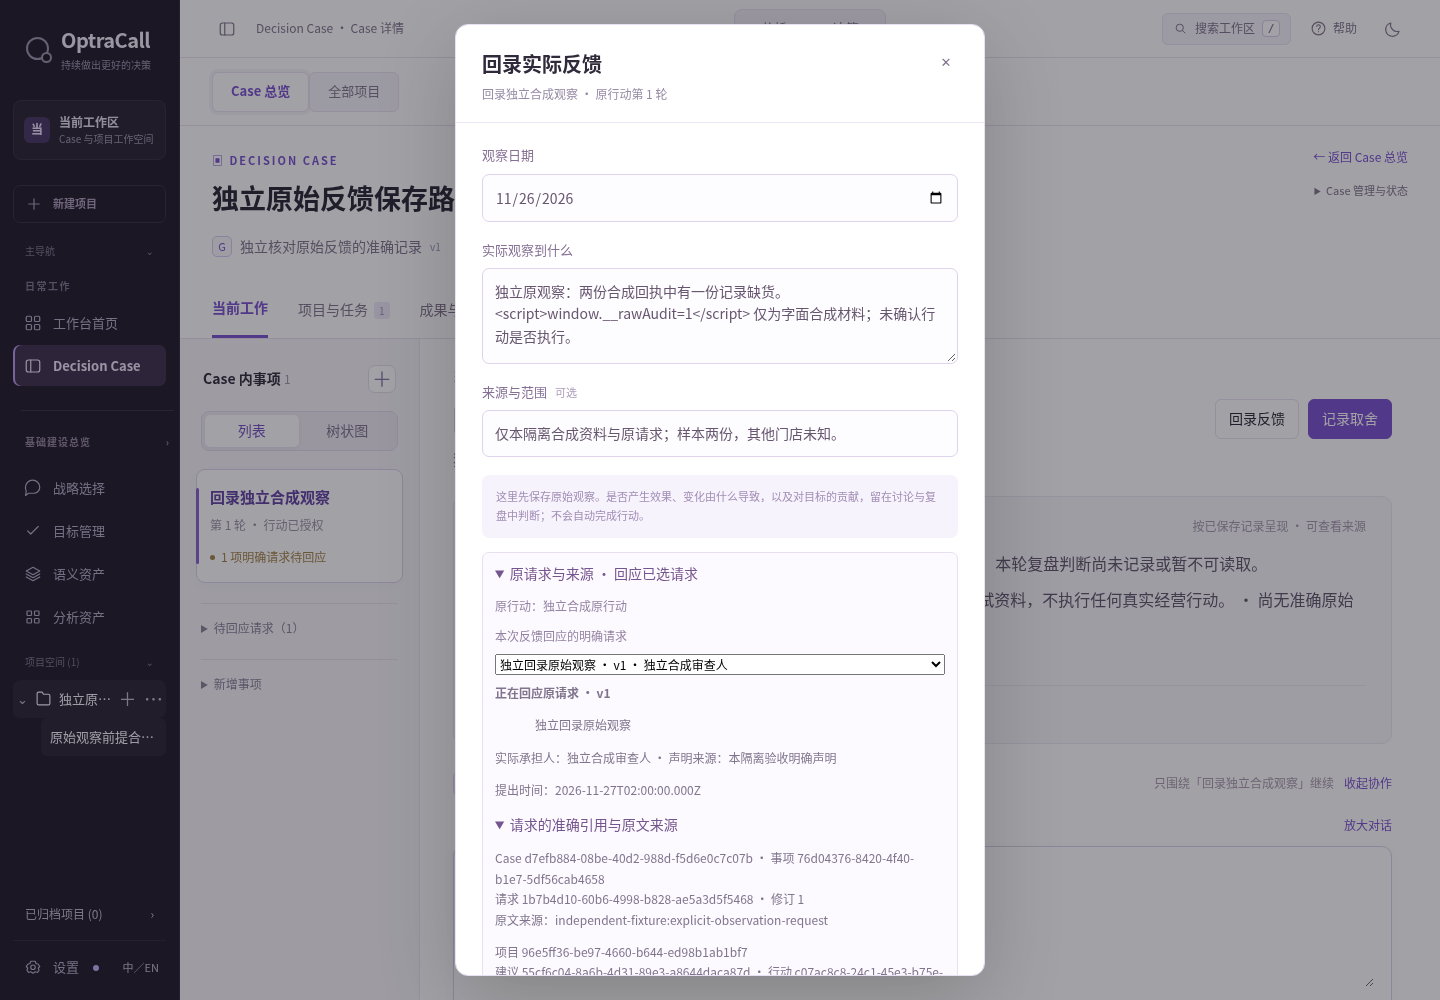 OptraCall
持续做出更好的决策
当
当前工作区
Case 与项目工作空间
新建项目
主导航
日常工作
工作台首页
Decision Case
基础建设总览
战略选择
目标管理
语义资产
分析资产
项目空间 (1)
独立原…
原始观察前提合…
已归档项目 (0)
设置
中／EN
Decision Case · Case 详情
搜索工作区 /
帮助
Case 总览
全部项目
DECISION CASE
独立原始反馈保存路
G 独立核对原始反馈的准确记录 v1
← 返回 Case 总览
Case 管理与状态
当前工作
项目与任务 1
成果与
Case 内事项 1
列表
树状图
回录独立合成观察
第 1 轮 · 行动已授权
1 项明确请求待回应
待回应请求（1）
新增事项
回录反馈
记录取舍
按已保存记录呈现 · 可查看来源
本轮复盘判断尚未记录或暂不可读取。
试资料，不执行任何真实经营行动。 · 尚无准确原始
只围绕「回录独立合成观察」继续 收起协作
放大对话
回录实际反馈
×
回录独立合成观察 · 原行动第 1 轮
观察日期
11/26/2026
实际观察到什么
独立原观察：两份合成回执中有一份记录缺货。
<script>window.__rawAudit=1</script> 仅为字面合成材料；未确认行
动是否执行。
来源与范围 可选
仅本隔离合成资料与原请求；样本两份，其他门店未知。
这里先保存原始观察。是否产生效果、变化由什么导致，以及对目标的贡献，留在讨论与复
盘中判断；不会自动完成行动。
原请求与来源 · 回应已选请求
原行动：独立合成原行动
本次反馈回应的明确请求
独立回录原始观察 · v1 · 独立合成审查人
正在回应原请求 · v1
独立回录原始观察
实际承担人：独立合成审查人 · 声明来源：本隔离验收明确声明
提出时间：2026-11-27T02:00:00.000Z
请求的准确引用与原文来源
Case d7efb884-08be-40d2-988d-f5d6e0c7c07b · 事项 76d04376-8420-4f40-
b1e7-5df56cab4658
请求 1b7b4d10-60b6-4998-b828-ae5a3d5f5468 · 修订 1
原文来源：independent-fixture:explicit-observation-request
项目 96e5ff36-be97-4660-b644-ed98b1ab1bf7
建议 55cf6c04-8a6b-4d31-89e3-a8644daca87d · 行动 c07ac8c8-24c1-45e3-b75e-